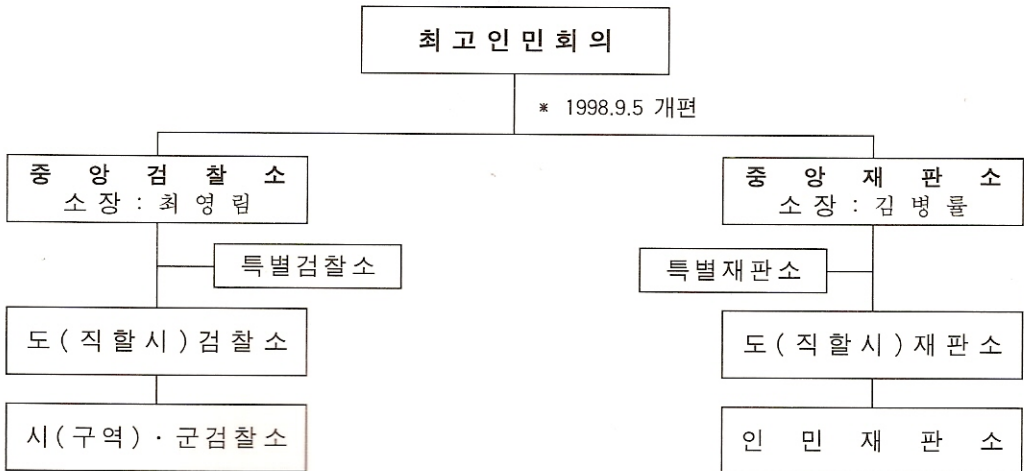 최고인민회의
* 1998.9.5 개편
중앙검찰소
소장 : 최영림
중앙재판소
소장 : 김병률
특별검찰소
특별재판소
도(직할시)검찰소
도(직할시)재판소
시(구역)·군검찰소
인민재판소